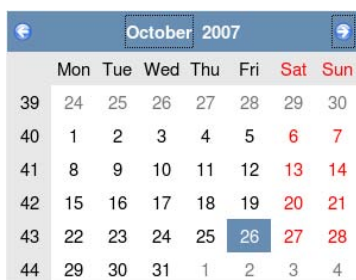 October 2007
Mon Tue Wed Thu Fri Sat Sun
39 24 25 26 27 28 29 30
40 1 2 3 4 5 6 7
41 8 9 10 11 12 13 14
42 15 16 17 18 19 20 21
43 22 23 24 25 26 27 28
44 29 30 31 1 2 3 4